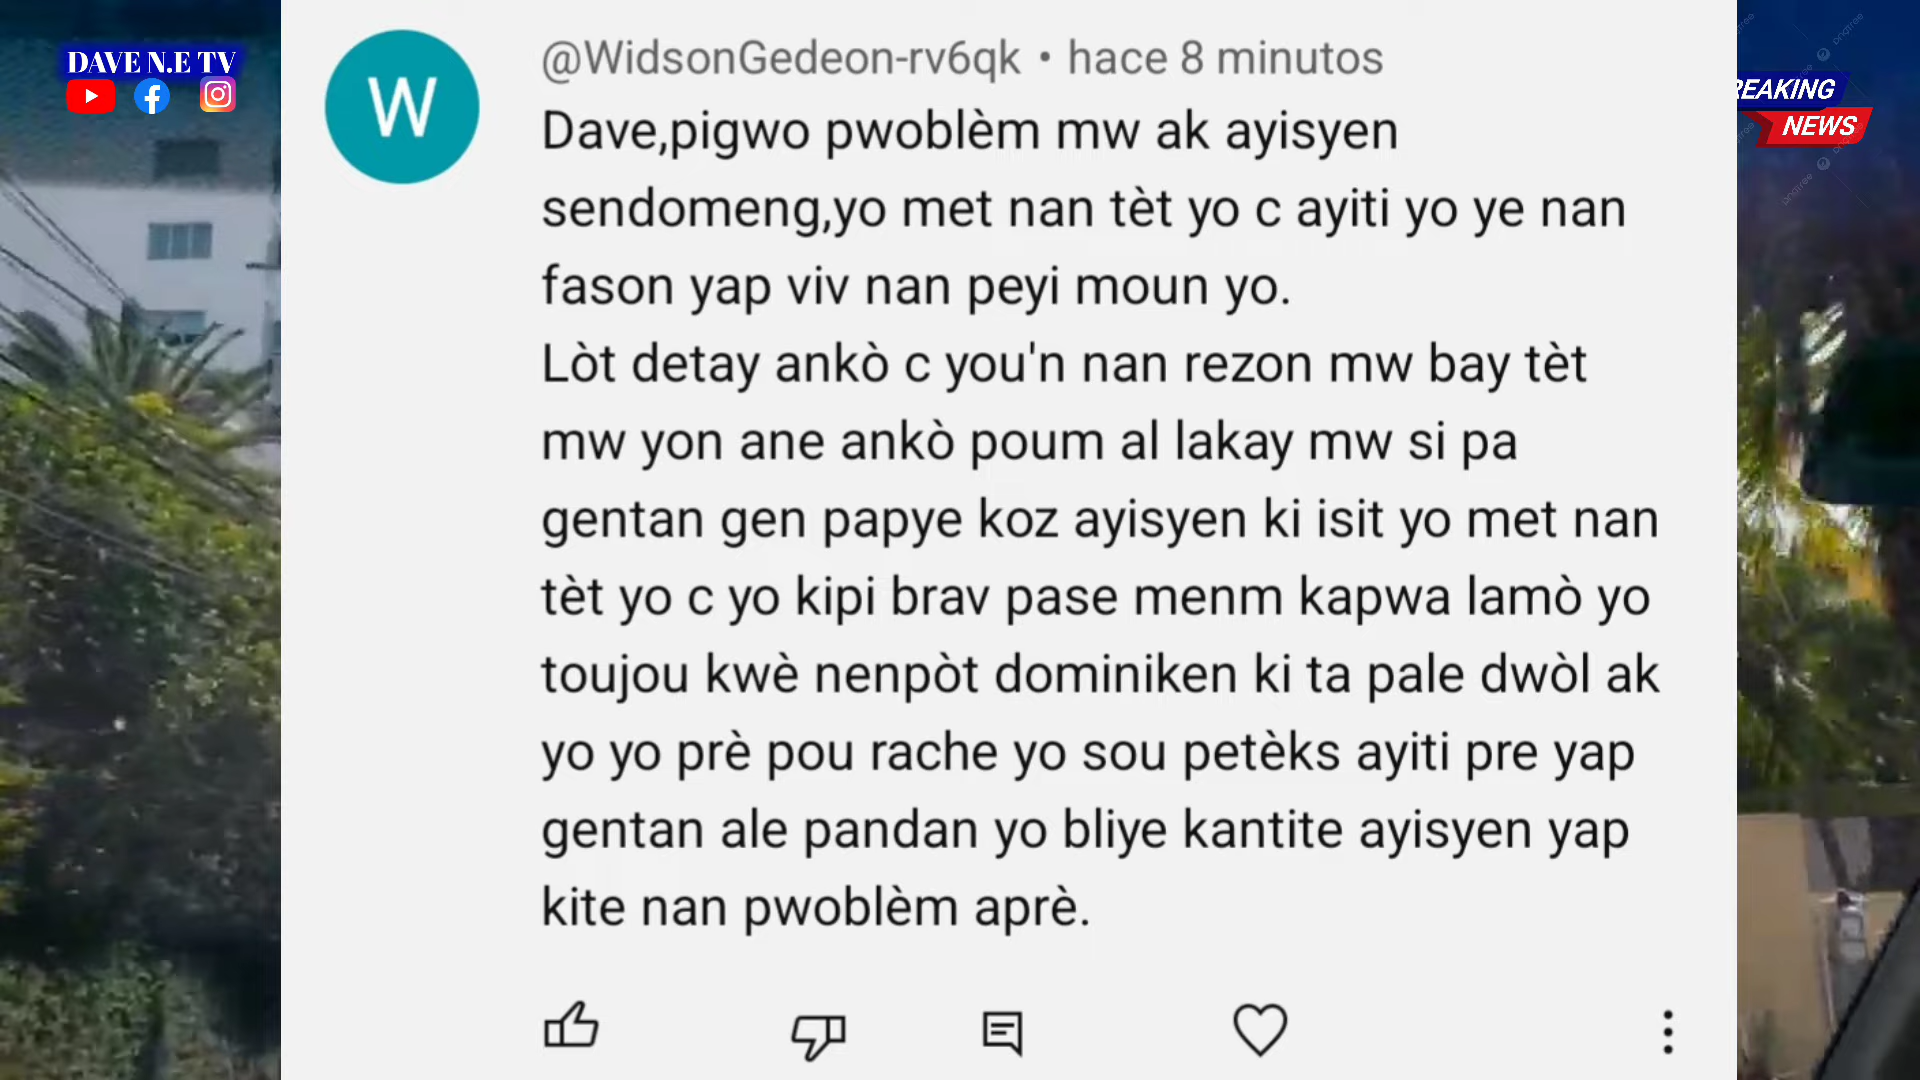 DAVE N.E TV
REAKING
NEWS
W
@WidsonGedeon-rv6qk • hace 8 minutos
Dave,pigwo pwoblèm mw ak ayisyen
sendomeng,yo met nan tèt yo c ayiti yo ye nan
fason yap viv nan peyi moun yo.
Lòt detay ankò c you'n nan rezon mw bay tèt
mw yon ane ankò poum al lakay mw si pa
gentan gen papye koz ayisyen ki isit yo met nan
tèt yo c yo kipi brav pase menm kapwa lamò yo
toujou kwè nenpòt dominiken ki ta pale dwòl ak
yo yo prè pou rache yo sou petèks ayiti pre yap
gentan ale pandan yo bliye kantite ayisyen yap
kite nan pwoblèm aprè.